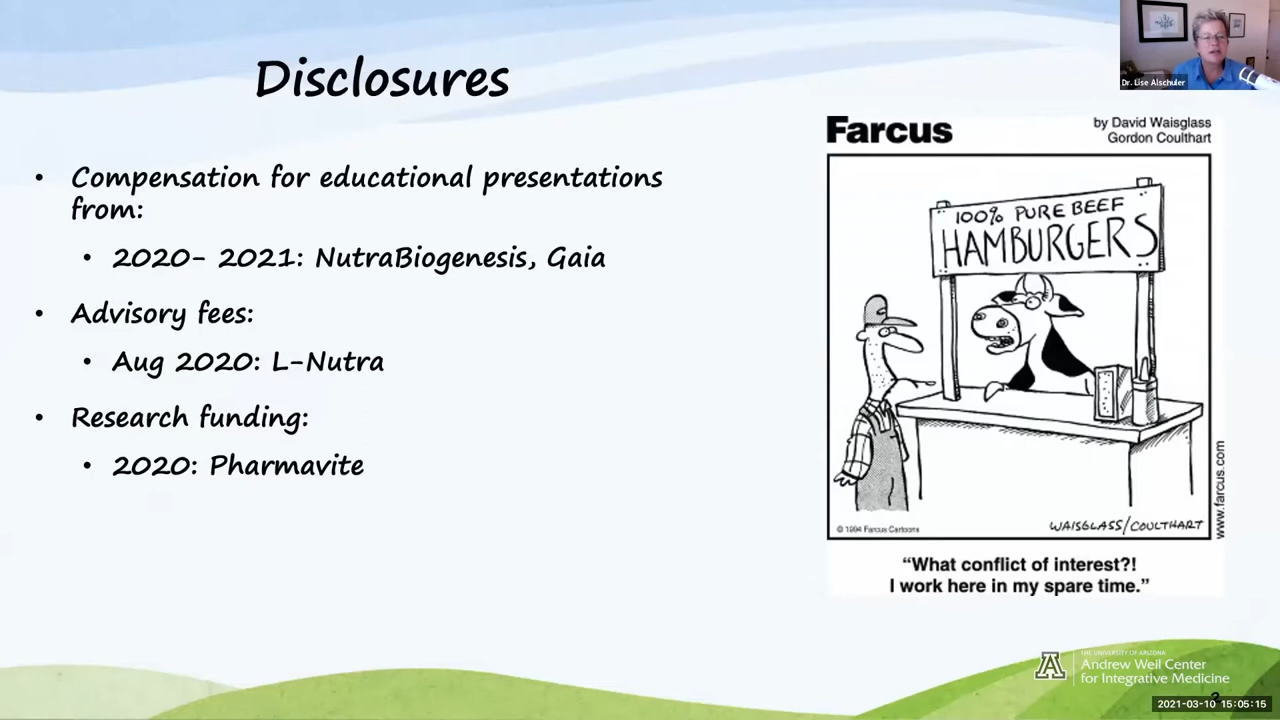 Disclosures
• Compensation for educational presentations
from:
• 2020- 2021: NutraBiogenesis, Gaia
• Advisory fees:
• Aug 2020: L-Nutra
• Research funding:
• 2020: Pharmavite
Dr. Lise Alschuler
Farcus
by David Waisglass
Gordon Coulthart
100% PURE BEEF
HAMBURGERS
© 1994 Farcus Cartoons
WAISGLASS/COULTHART
www.farcus.com
“What conflict of interest?!
I work here in my spare time.”
A
THE UNIVERSITY OF ARIZONA
Andrew Weil Center
for Integrative Medicine
2021-03-10 15:05:15